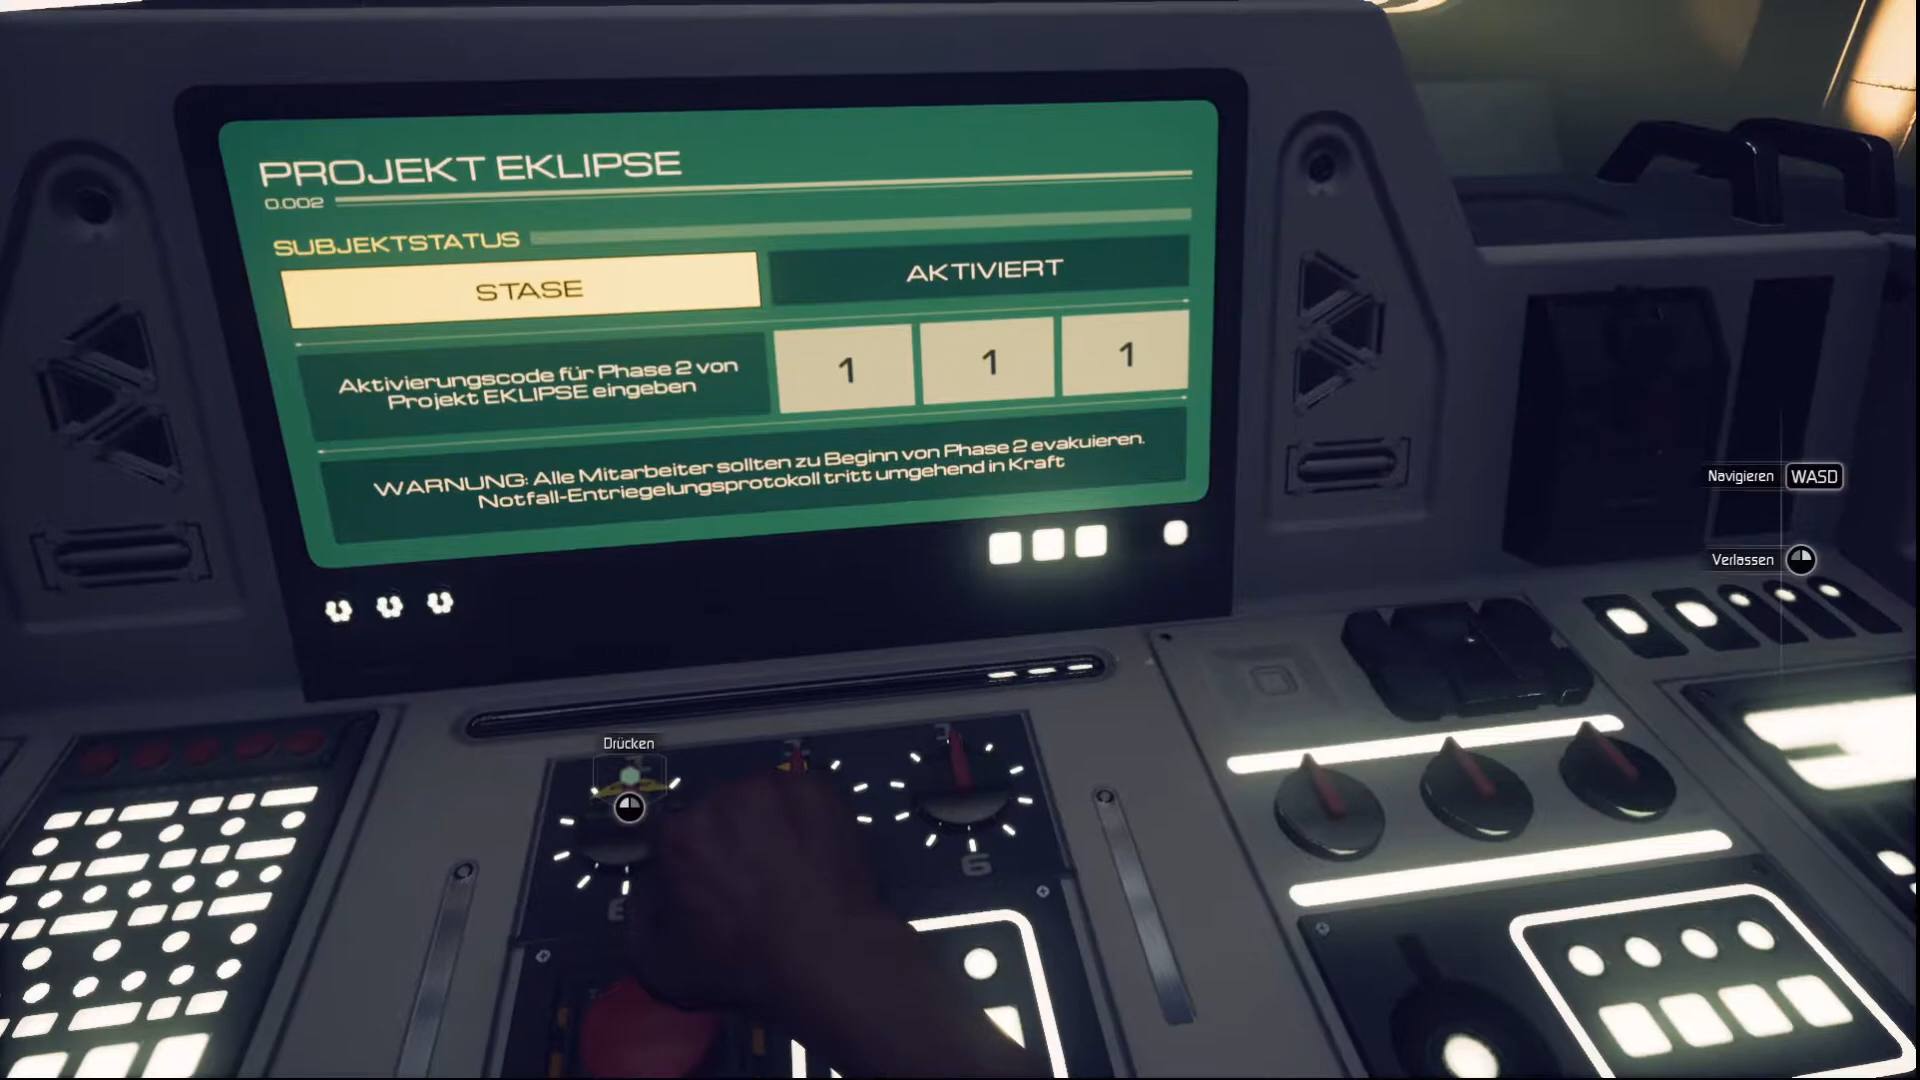 PROJEKT EKLIPSE
0.002
SUBJEKTSTATUS
STASE
AKTIVIERT
Aktivierungscode für Phase 2 von
Projekt EKLIPSE eingeben
1 1 1
WARNUNG: Alle Mitarbeiter sollten zu Beginn von Phase 2 evakuieren.
Notfall-Entriegelungsprotokoll tritt umgehend in Kraft
Navigieren WASD
Verlassen
Drücken
6